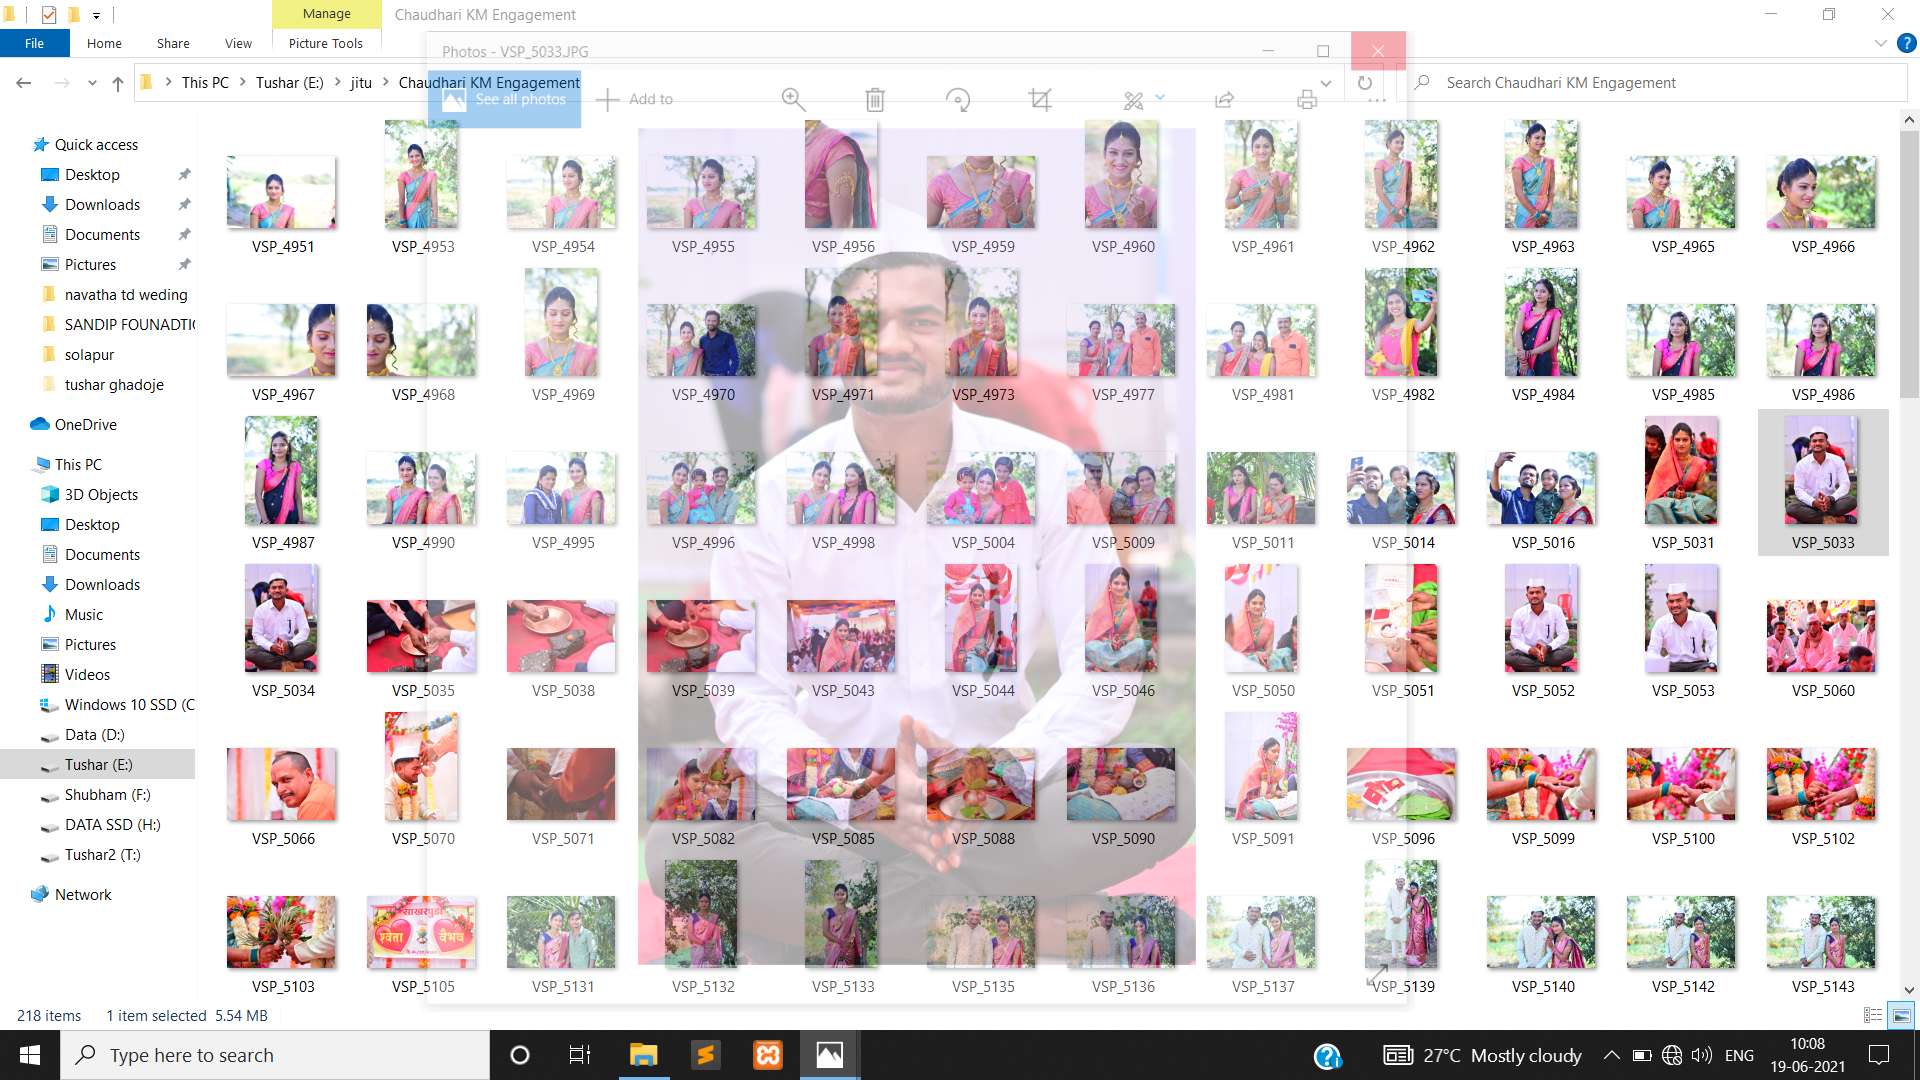 Manage
Chaudhari KM Engagement
File
Home
Share
View
Picture Tools
Photos - VSP_5033.JPG
This PC
Tushar (E:)
jitu
Chaudhari KM Engagement
Search Chaudhari KM Engagement
See all photos
Add to
Quick access
Desktop
Downloads
Documents
Pictures
navatha td weding
SANDIP FOUNADTI
solapur
tushar ghadoje
OneDrive
This PC
3D Objects
Desktop
Documents
Downloads
Music
Pictures
Videos
Windows 10 SSD (C
Data (D:)
Tushar (E:)
Shubham (F:)
DATA SSD (H:)
Tushar2 (T:)
Network
VSP_4951 VSP_4953 VSP_4954 VSP_4955 VSP_4956 VSP_4959 VSP_4960 VSP_4961 VSP_4962 VSP_4963 VSP_4965 VSP_4966
VSP_4967 VSP_4968 VSP_4969 VSP_4970 VSP_4971 VSP_4973 VSP_4977 VSP_4981 VSP_4982 VSP_4984 VSP_4985 VSP_4986
VSP_4987 VSP_4990 VSP_4995 VSP_4996 VSP_4998 VSP_5004 VSP_5009 VSP_5011 VSP_5014 VSP_5016 VSP_5031 VSP_5033
VSP_5034 VSP_5035 VSP_5038 VSP_5039 VSP_5043 VSP_5044 VSP_5046 VSP_5050 VSP_5051 VSP_5052 VSP_5053 VSP_5060
VSP_5066 VSP_5070 VSP_5071 VSP_5082 VSP_5085 VSP_5088 VSP_5090 VSP_5091 VSP_5096 VSP_5099 VSP_5100 VSP_5102
साखरपुडा
श्वेता वैभव
VSP_5103 VSP_5105 VSP_5131 VSP_5132 VSP_5133 VSP_5135 VSP_5136 VSP_5137 VSP_5139 VSP_5140 VSP_5142 VSP_5143
218 items
1 item selected 5.54 MB
Type here to search
27°C Mostly cloudy
ENG
10:08
19-06-2021